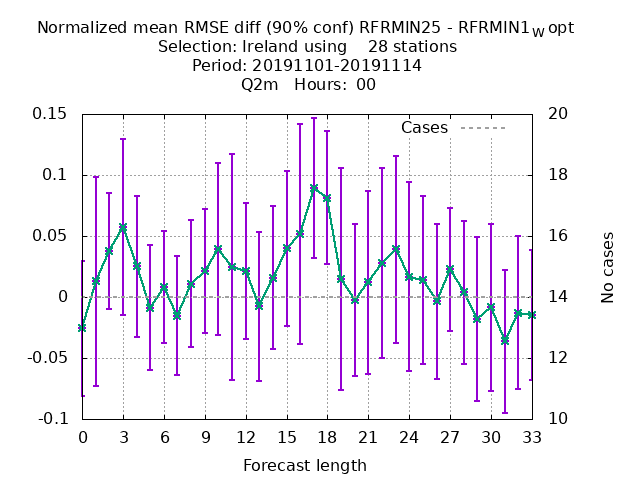 Normalized mean RMSE diff (90% conf) RFRMIN25 - RFRMIN1W opt
Selection: Ireland using 28 stations
Period: 20191101-20191114
Q2m Hours: 00
Cases
0.15
0.1
0.05
0
-0.05
-0.1
20
18
16
14
12
10
No cases
0 3 6 9 12 15 18 21 24 27 30 33
Forecast length